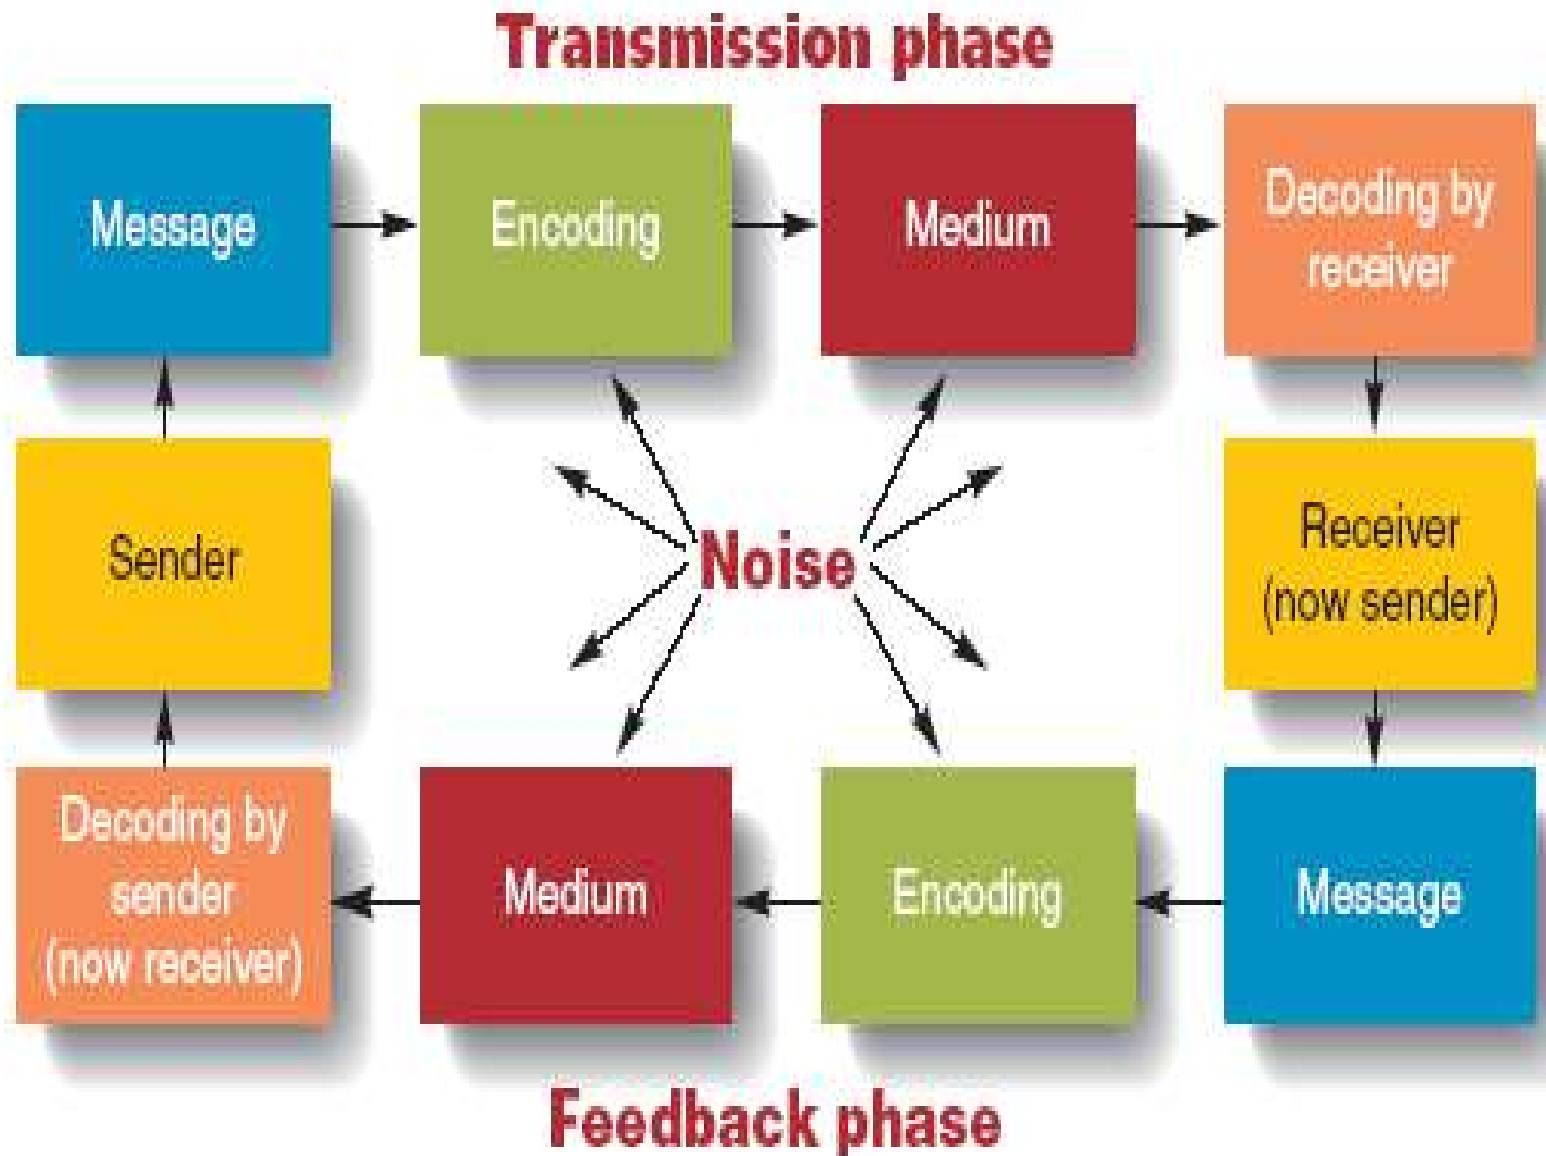 Transmission phase
Message
Encoding
Medium
Decoding by
receiver
Sender
Noise
Receiver
(now sender)
Decoding by
sender
(now receiver)
Medium
Encoding
Message
Feedback phase